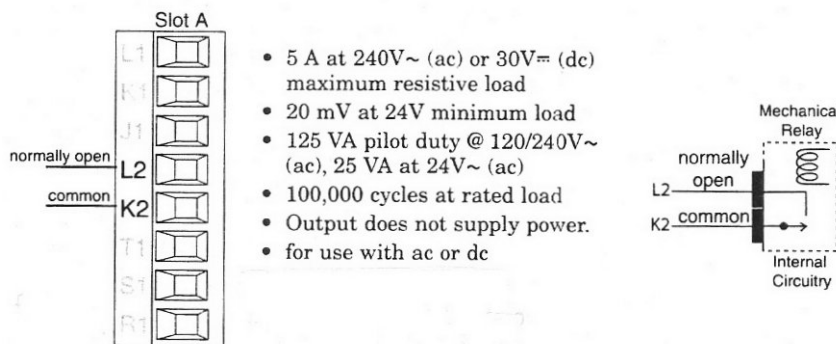 Slot A
L1
K1
J1
normally open
L2
common
K2
T1
S1
R1
• 5 A at 240V~ (ac) or 30V⎓ (dc)
maximum resistive load
• 20 mV at 24V minimum load
• 125 VA pilot duty @ 120/240V~
(ac), 25 VA at 24V~ (ac)
• 100,000 cycles at rated load
• Output does not supply power.
• for use with ac or dc
Mechanical
Relay
normally
open
L2
K2 common
Internal
Circuitry